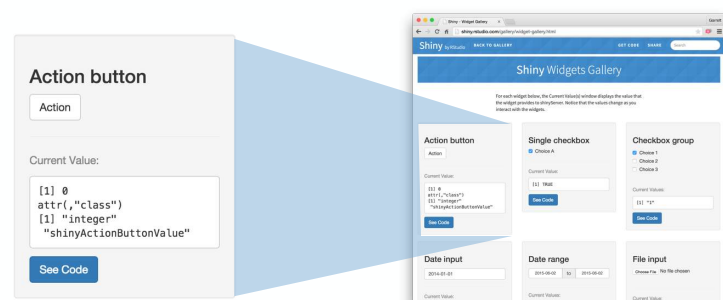 Action button
Action
Current Value:
[1] 0
attr(,"class")
[1] "integer"
"shinyActionButtonValue"
See Code
Shiny - Widget Gallery
Garrett
shiny.rstudio.com/gallery/widget-gallery.html
Shiny by RStudio BACK TO GALLERY GET CODE SHARE Search
Shiny Widgets Gallery
For each widget below, the Current Value(s) window displays the value that
the widget provides to shinyServer. Notice that the values change as you
interact with the widgets.
Action button
Action
Current Value:
[1] 0
attr(,"class")
[1] "integer"
"shinyActionButtonValue"
See Code
Single checkbox
Choice A
Current Value:
[1] TRUE
See Code
Checkbox group
Choice 1
Choice 2
Choice 3
Current Values:
[1] "1"
See Code
Date input
2014-01-01
Current Value:
Date range
to
Current Values:
File input
Choose File No file chosen
Current Value: